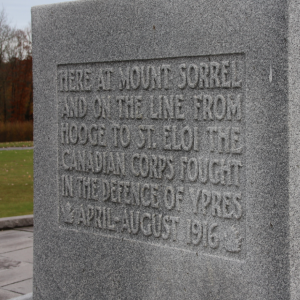 HERE AT MOUNT SORREL
AND ON THE LINE FROM
HOOGE TO ST. ELOI THE
CANADIAN CORPS FOUGHT
IN THE DEFENCE OF YPRES
APRIL-AUGUST 1916